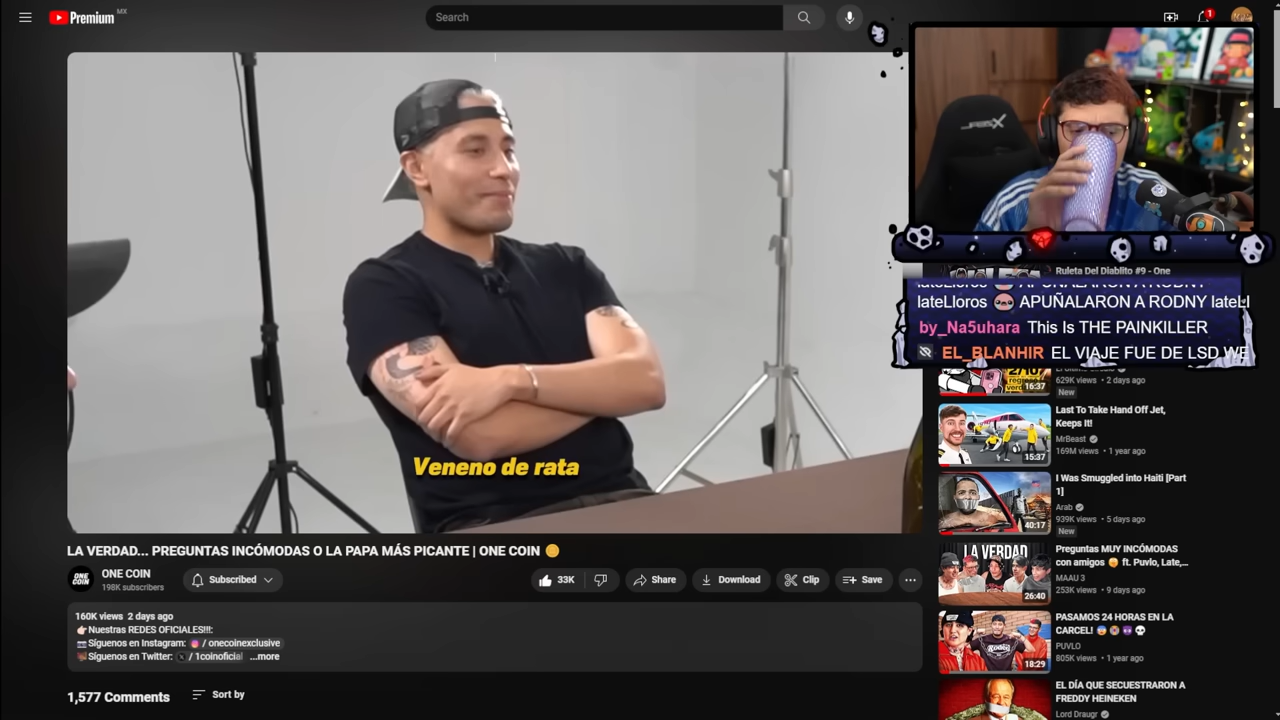 Premium MX
Search
1
Veneno de rata
LA VERDAD... PREGUNTAS INCÓMODAS O LA PAPA MÁS PICANTE | ONE COIN
ONE COIN
ONE COIN
198K subscribers
Subscribed
33K
Share
Download
Clip
Save
160K views 2 days ago
Nuestras REDES OFICIALES!!!:
Síguenos en Instagram: / onecoinexclusive
Síguenos en Twitter: / 1coinoficial ...more
1,577 Comments
Sort by
Ruleta Del Diablito #9 - One
lateLloros APUÑALARON A RODNY
lateLloros APUÑALARON A RODNY lateLl
by_Na5uhara This Is THE PAINKILLER
EL_BLANHIR EL VIAJE FUE DE LSD WE
16:37
629K views • 2 days ago
New
15:37
Last To Take Hand Off Jet,
Keeps It!
MrBeast
169M views • 1 year ago
40:17
I Was Smuggled into Haiti [Part
1]
Arab
939K views • 5 days ago
New
LA VERDAD
26:40
Preguntas MUY INCÓMODAS
con amigos ft. Puvlo, Late,...
MAAU 3
253K views • 9 days ago
18:29
PASAMOS 24 HORAS EN LA
CARCEL!
PUVLO
805K views • 1 year ago
EL DÍA QUE SECUESTRARON A
FREDDY HEINEKEN
Lord Draugr